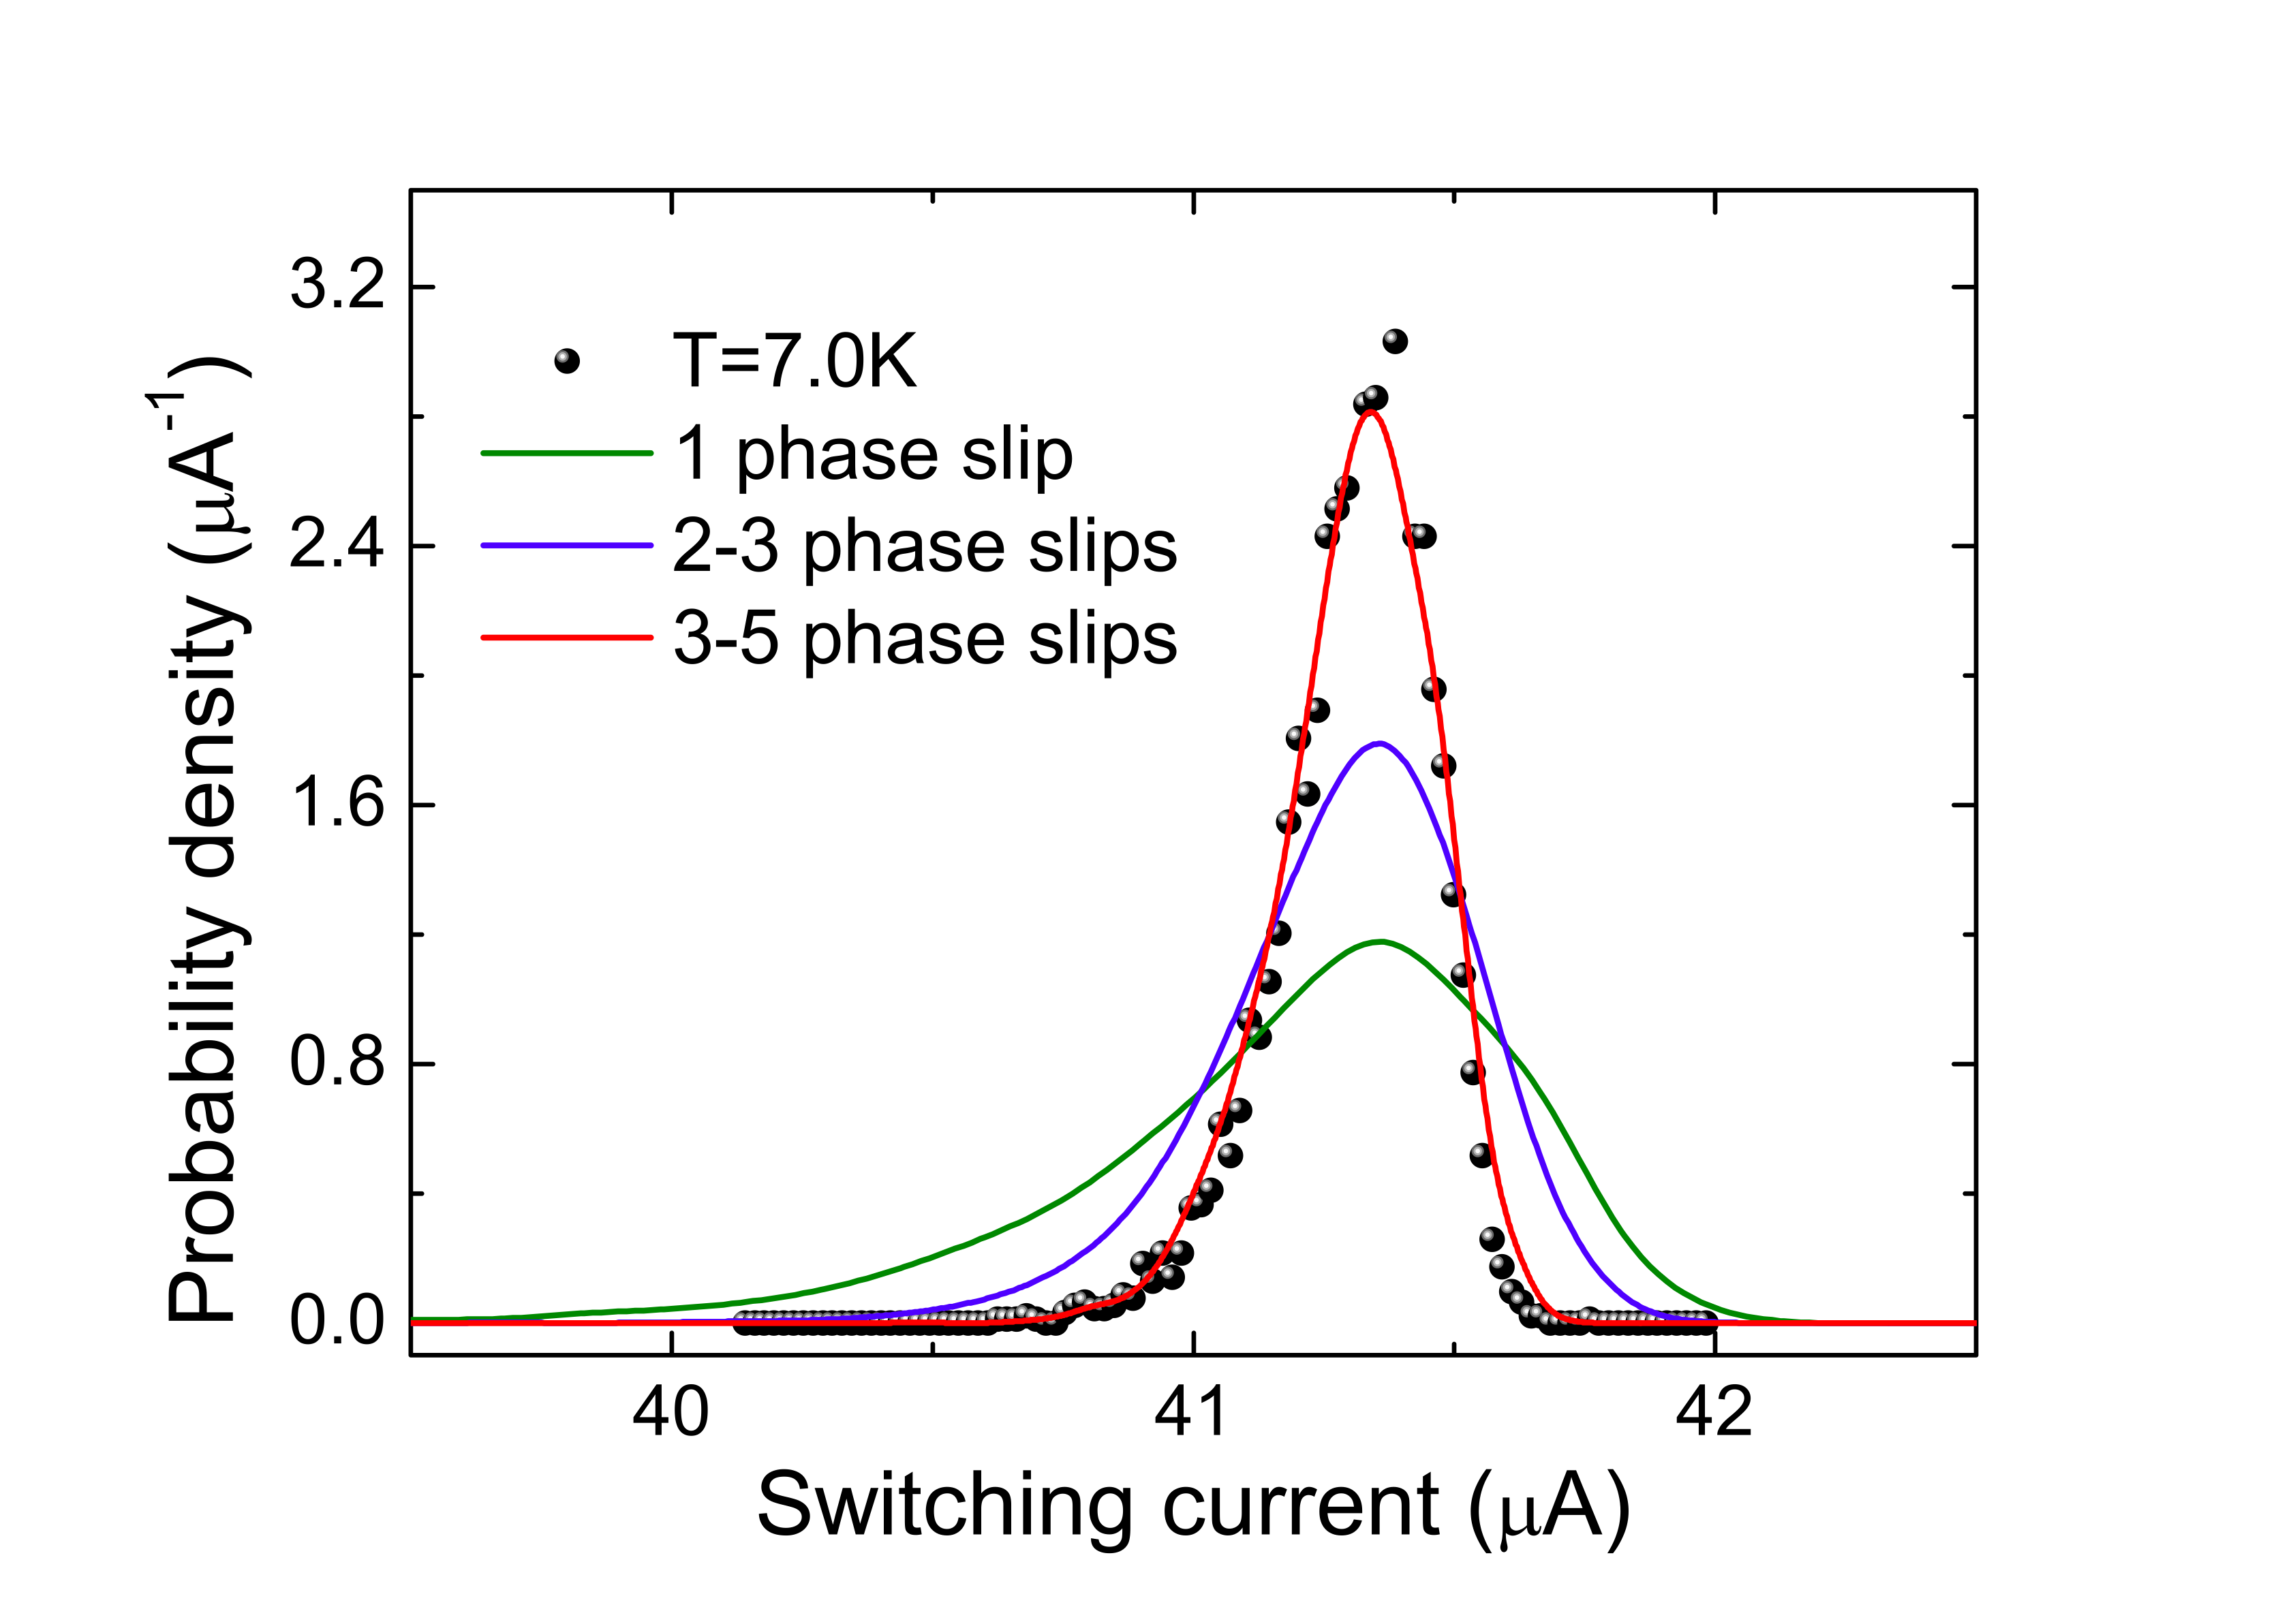 3.2
2.4
1.6
0.8
0.0
Probability density (μA⁻¹)
T=7.0K
1 phase slip
2-3 phase slips
3-5 phase slips
40 41 42
Switching current (μA)